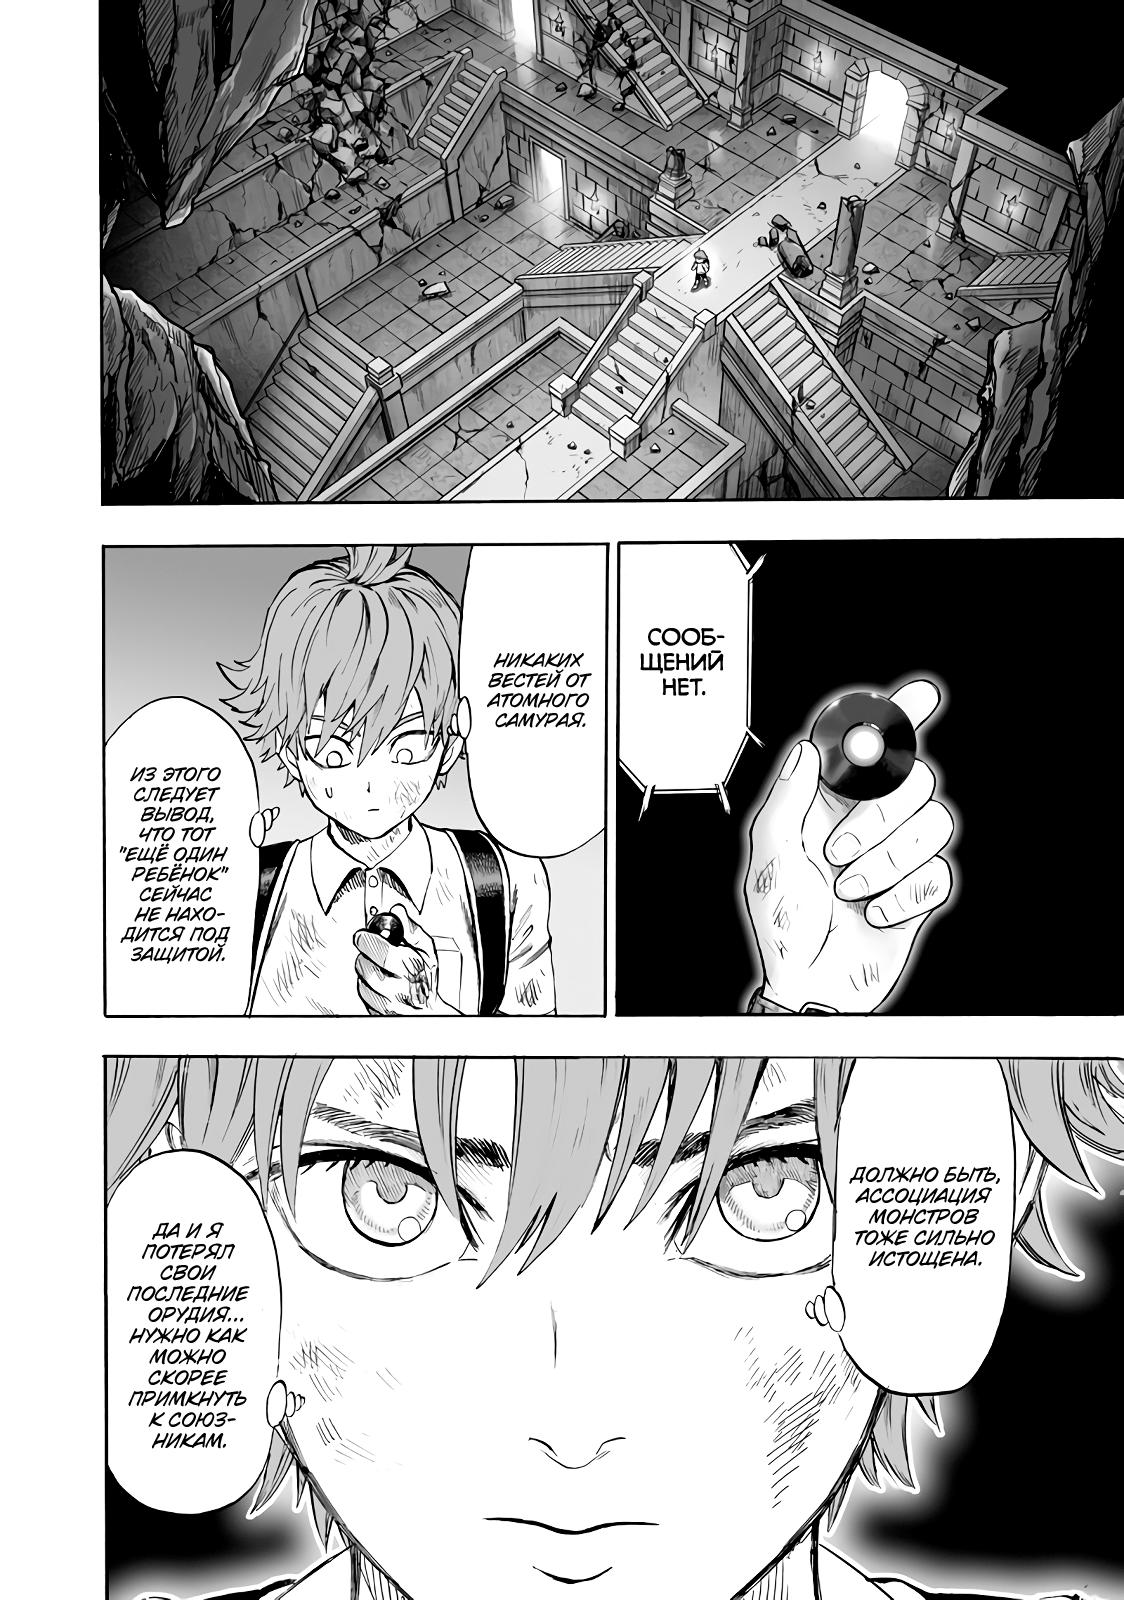 СООБ-
ЩЕНИЙ
НЕТ.
НИКАКИХ
ВЕСТЕЙ ОТ
АТОМНОГО
САМУРАЯ.
ИЗ ЭТОГО
СЛЕДУЕТ
ВЫВОД,
ЧТО ТОТ
"ЕЩЁ ОДИН
РЕБЁНОК"
СЕЙЧАС
НЕ НАХО-
ДИТСЯ ПОД
ЗАЩИТОЙ.
ДОЛЖНО БЫТЬ,
АССОЦИАЦИЯ
МОНСТРОВ
ТОЖЕ СИЛЬНО
ИСТОЩЕНА.
ДА И Я
ПОТЕРЯЛ
СВОИ
ПОСЛЕДНИЕ
ОРУДИЯ...
НУЖНО КАК
МОЖНО
СКОРЕЕ
ПРИМКНУТЬ
К СОЮЗ-
НИКАМ.